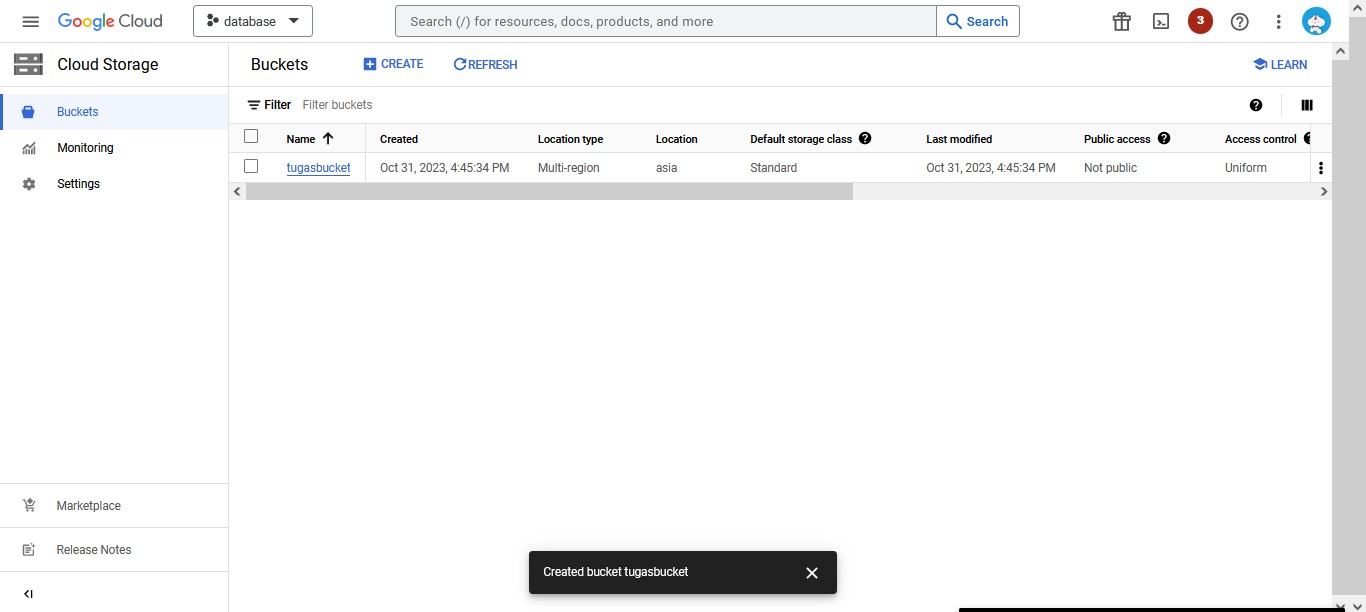 Google Cloud database Search (/) for resources, docs, products, and more Search 3
Cloud Storage Buckets CREATE REFRESH LEARN
Buckets Filter Filter buckets
Name Created Location type Location Default storage class Last modified Public access Access control
Monitoring
tugasbucket Oct 31, 2023, 4:45:34 PM Multi-region asia Standard Oct 31, 2023, 4:45:34 PM Not public Uniform
Settings
Marketplace
Release Notes
Created bucket tugasbucket